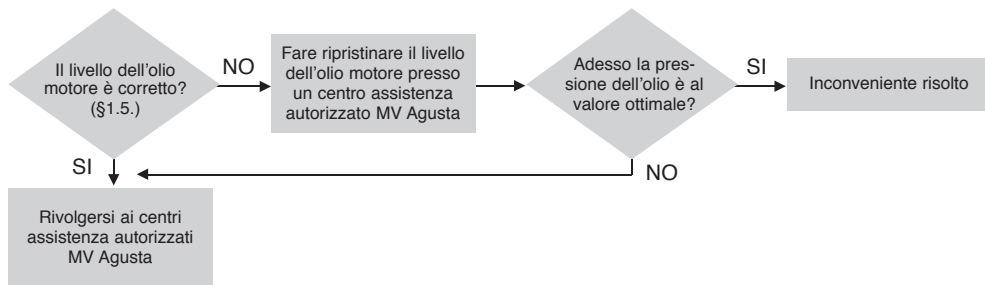 Il livello dell'olio
motore è corretto?
(§1.5.)
NO
Fare ripristinare il livello
dell'olio motore presso
un centro assistenza
autorizzato MV Agusta
Adesso la pres-
sione dell'olio è al
valore ottimale?
SI
Inconveniente risolto
SI
NO
Rivolgersi ai centri
assistenza autorizzati
MV Agusta